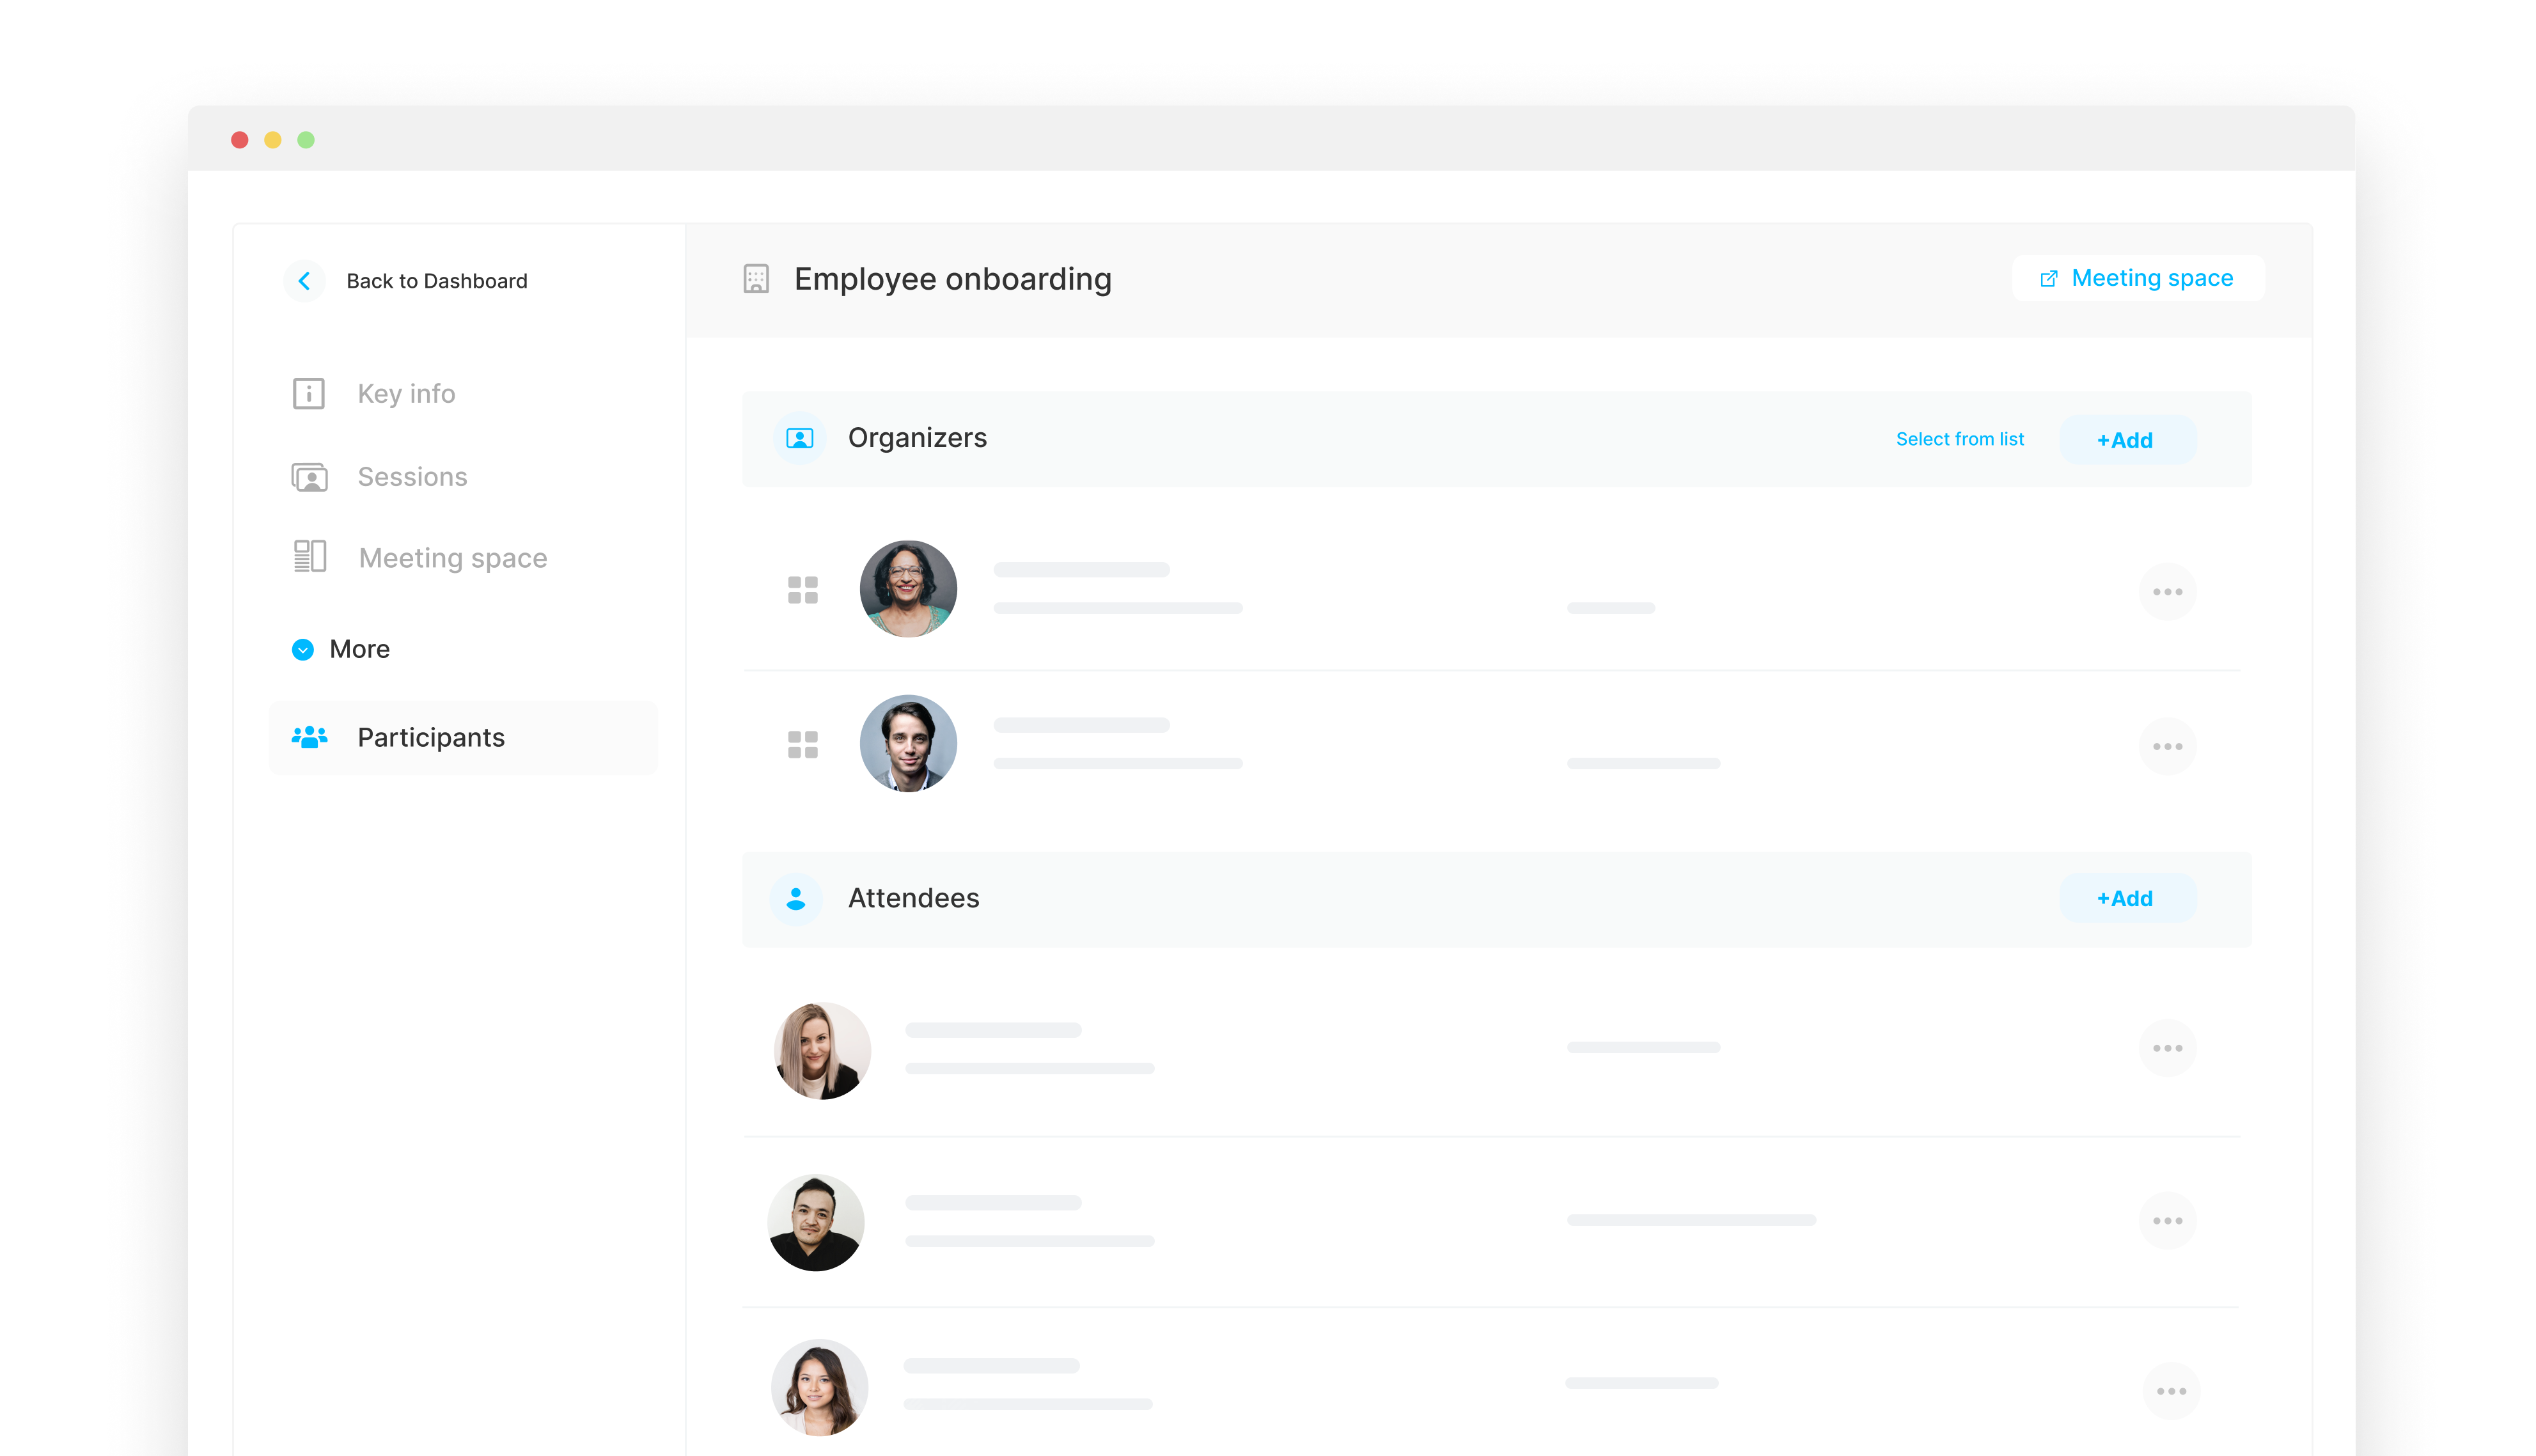 Back to Dashboard
Employee onboarding
Meeting space
Key info
Sessions
Meeting space
More
Participants
Organizers
Select from list
+Add
Attendees
+Add